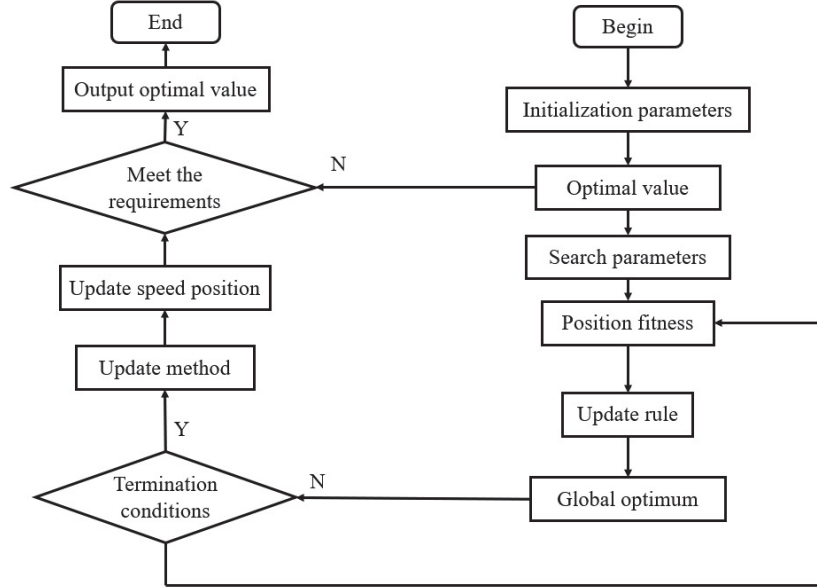 End
Begin
Output optimal value
Initialization parameters
Y
N
Meet the
requirements
Optimal value
Search parameters
Update speed position
Position fitness
Update method
Update rule
Y
N
Termination
conditions
Global optimum